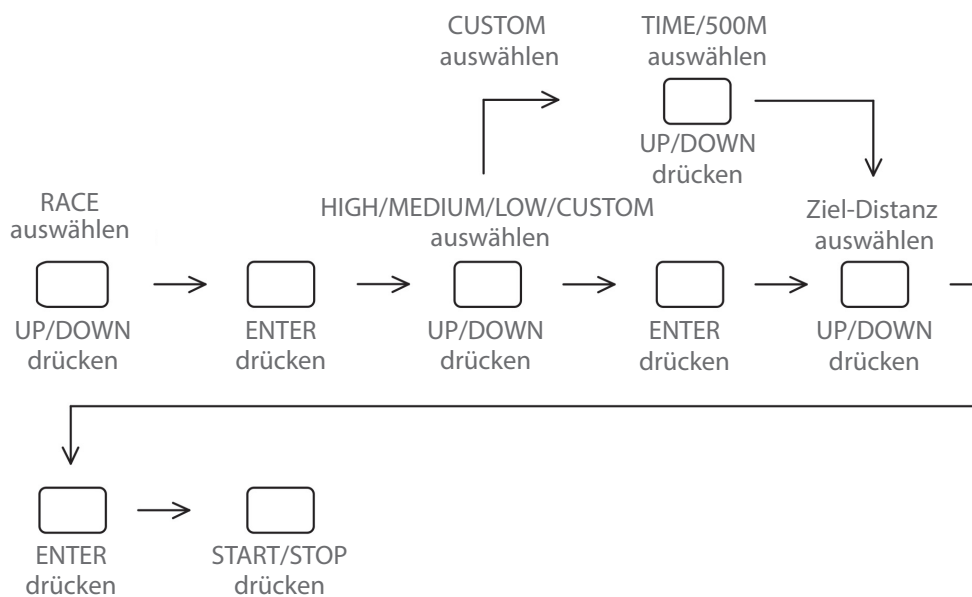 CUSTOM
auswählen
TIME/500M
auswählen
UP/DOWN
drücken
RACE
auswählen
HIGH/MEDIUM/LOW/CUSTOM
auswählen
Ziel-Distanz
auswählen
UP/DOWN
drücken
ENTER
drücken
UP/DOWN
drücken
ENTER
drücken
UP/DOWN
drücken
ENTER
drücken
START/STOP
drücken